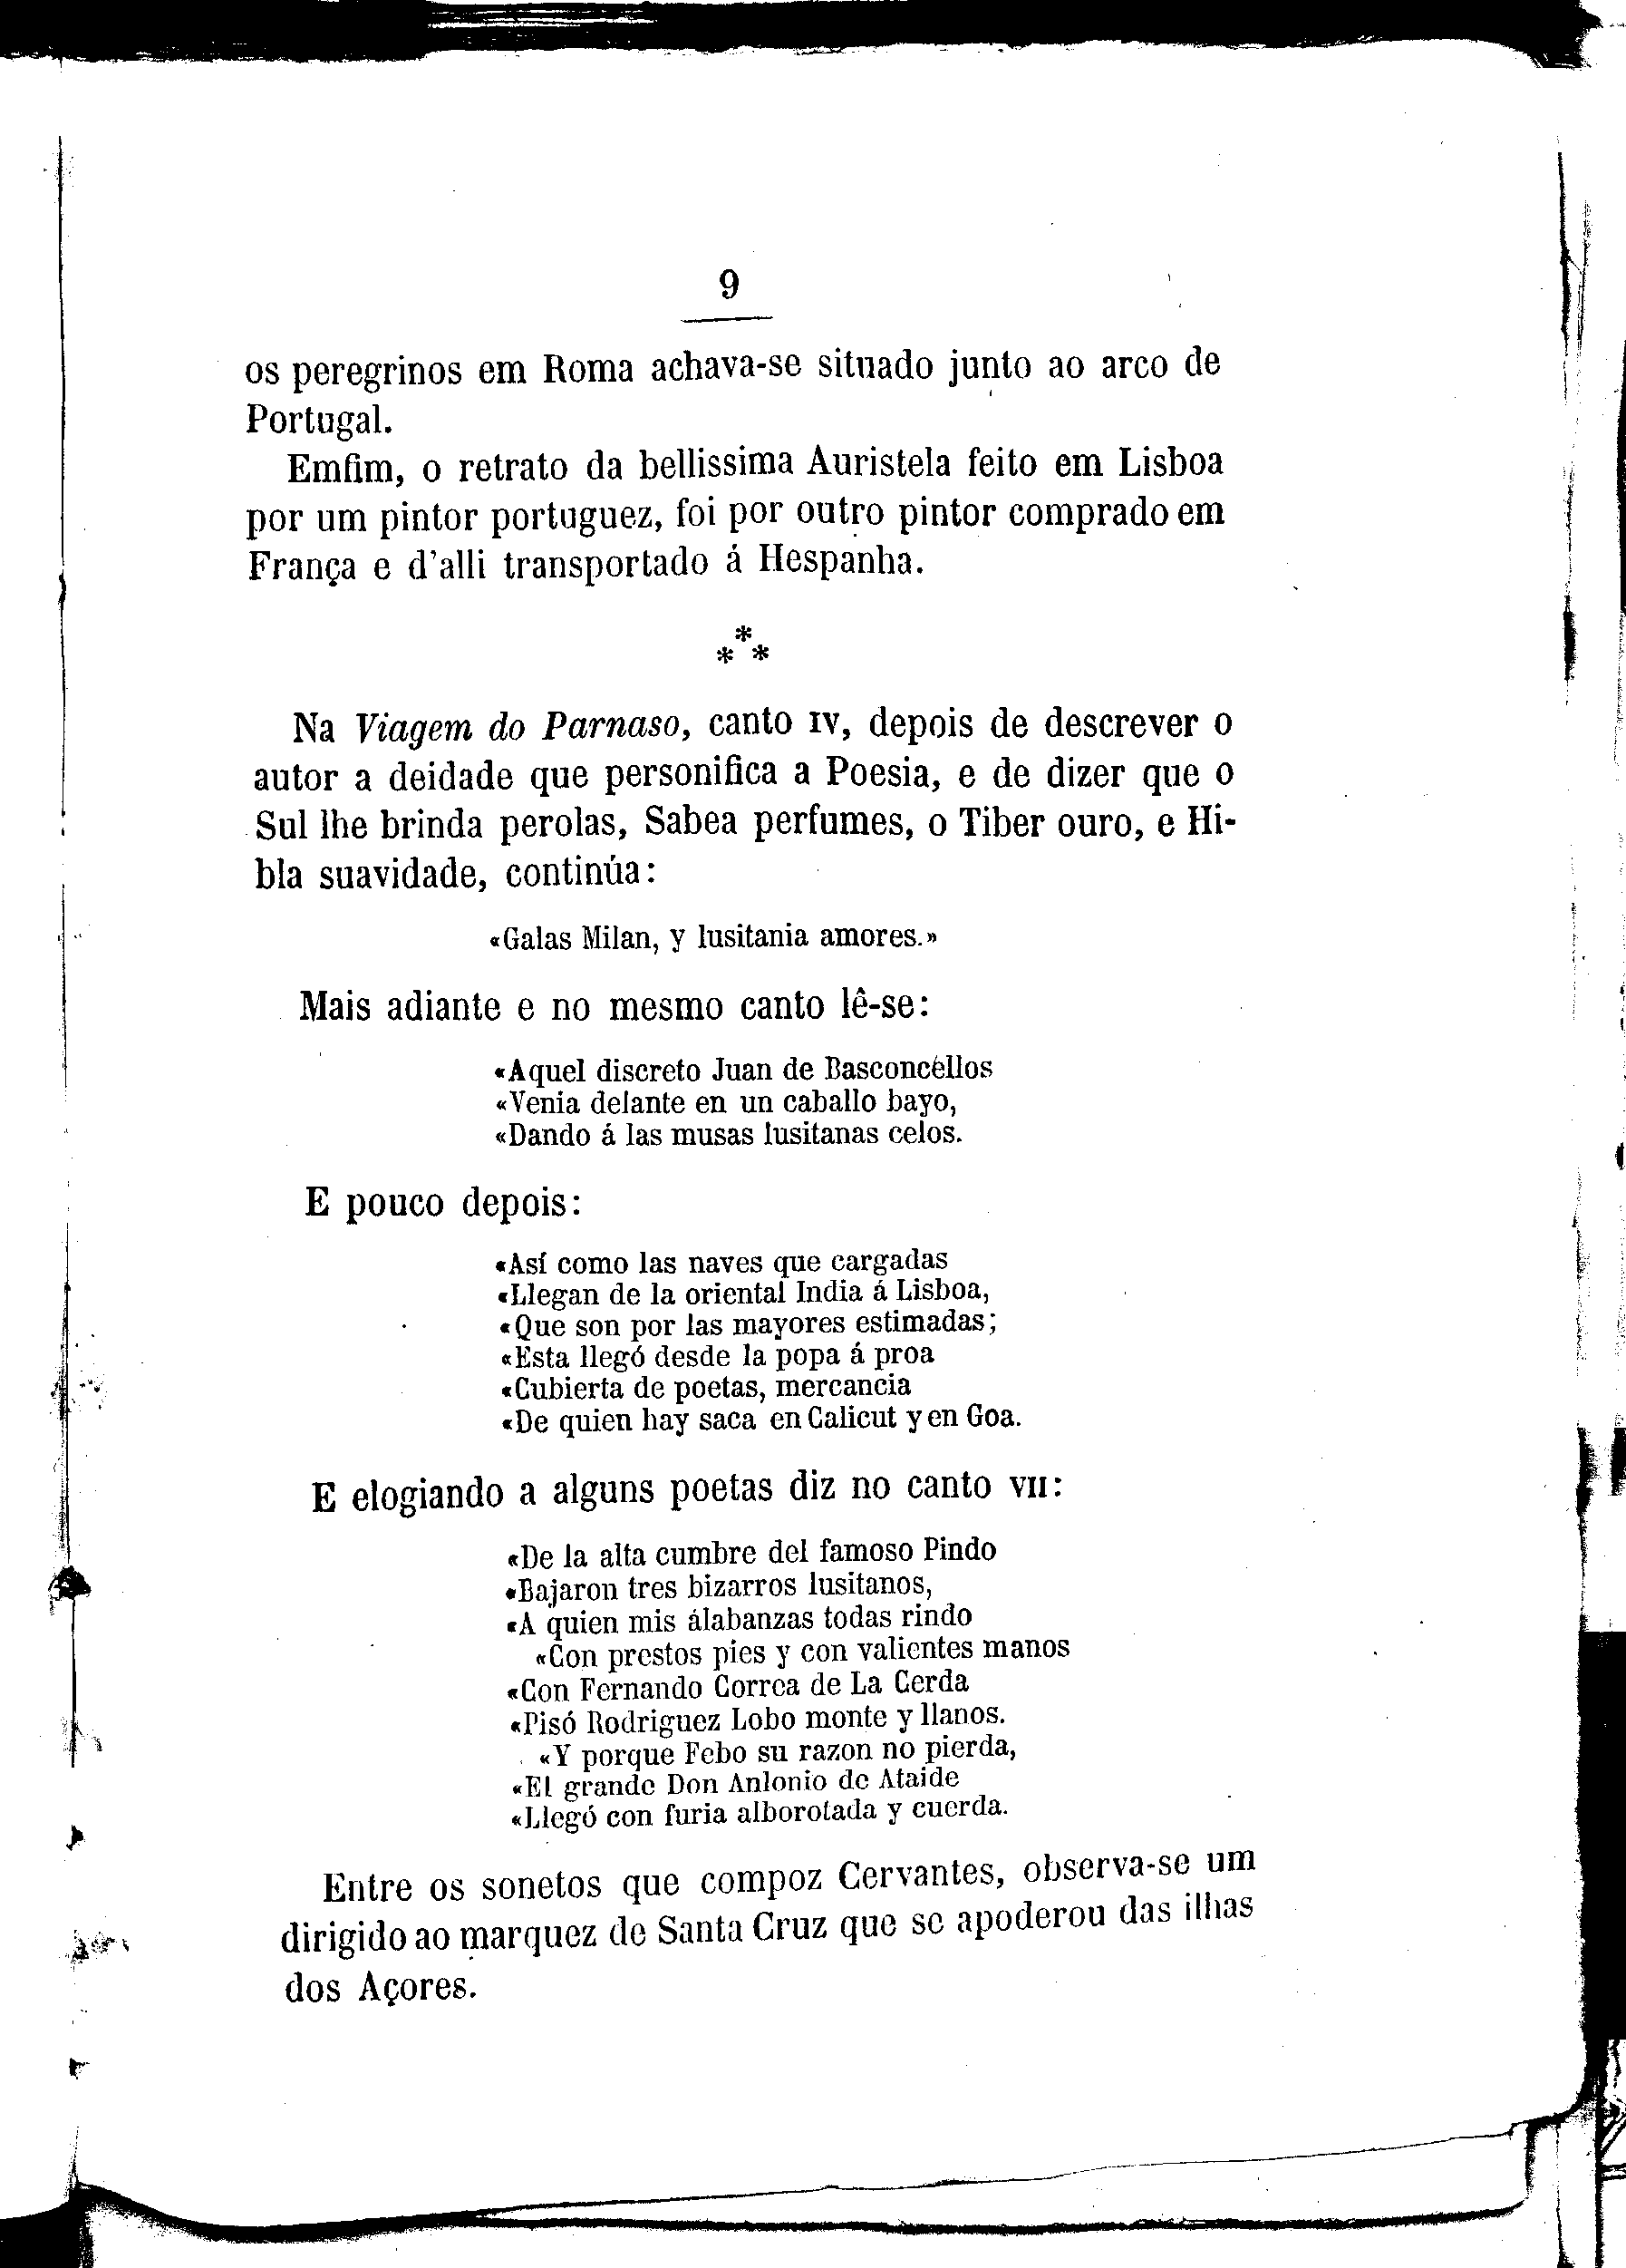 9
os peregrinos em Roma achava-se situado junto ao arco de
Portugal.
Emfim, o retrato da bellissima Auristela feito em Lisboa
por um pintor portuguez, foi por outro pintor comprado em
França e d'alli transportado á Hespanha.
*
* *
Na Viagem do Parnaso, canto IV, depois de descrever o
autor a deidade que personifica a Poesia, e de dizer que o
Sul lhe brinda perolas, Sabea perfumes, o Tiber ouro, e Hi-
bla suavidade, continúa:
«Galas Milan, y lusitania amores.»
Mais adiante e no mesmo canto lê-se:
«Aquel discreto Juan de Basconcéllos
«Venia delante en un caballo bayo,
«Dando á las musas lusitanas celos.
E pouco depois:
«Así como las naves que cargadas
«Llegan de la oriental India á Lisboa,
«Que son por las mayores estimadas;
«Esta llegó desde la popa á proa
«Cubierta de poetas, mercancia
«De quien hay saca en Calicut y en Goa.
E elogiando a alguns poetas diz no canto VII:
«De la alta cumbre del famoso Pindo
«Bajaron tres bizarros lusitanos,
«A quien mis álabanzas todas rindo
«Con prestos pies y con valientes manos
«Con Fernando Correa de La Cerda
«Pisó Rodriguez Lobo monte y llanos.
«Y porque Febo su razon no pierda,
«El grande Don Anlonio de Ataide
«Llegó con furia alborotada y cuerda.
Entre os sonetos que compoz Cervantes, observa-se um
dirigido ao marquez de Santa Cruz que se apoderou das ilhas
dos Açores.